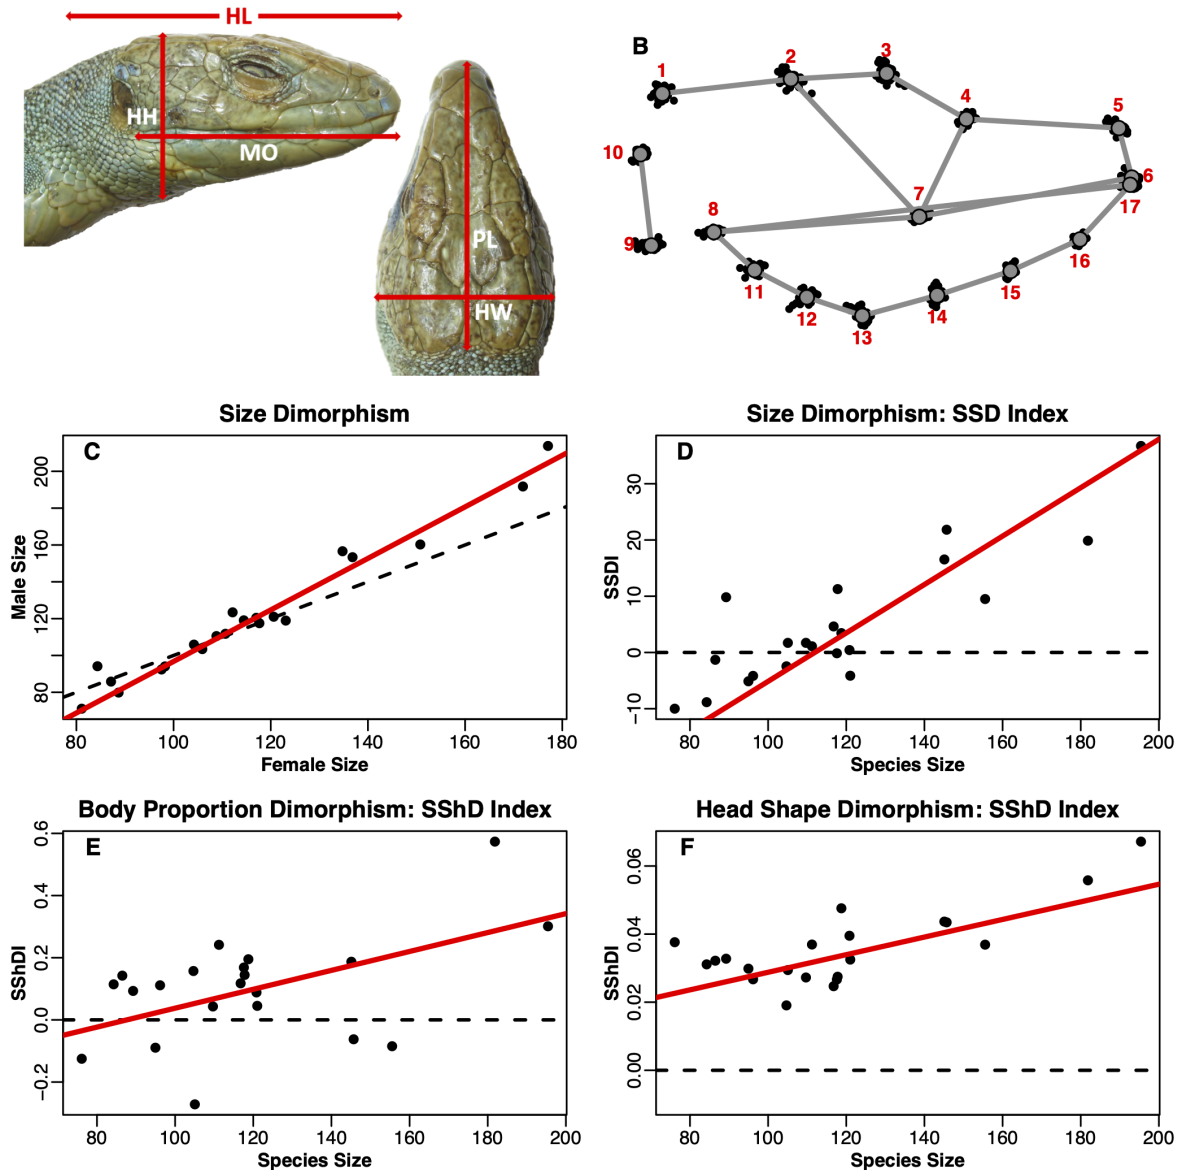 HL
HH
MO
PL
HW
B
1
2
3
4
5
6
7
8
9
10
11
12
13
14
15
16
17
Size Dimorphism
C
Male Size
200
160
120
80
80 100 120 140 160 180
Female Size
Size Dimorphism: SSD Index
D
SSDI
30
20
10
0
−10
80 100 120 140 160 180 200
Species Size
Body Proportion Dimorphism: SShD Index
E
SShDI
0.6
0.4
0.2
0.0
−0.2
80 100 120 140 160 180 200
Species Size
Head Shape Dimorphism: SShD Index
F
SShDI
0.06
0.04
0.02
0.00
80 100 120 140 160 180 200
Species Size